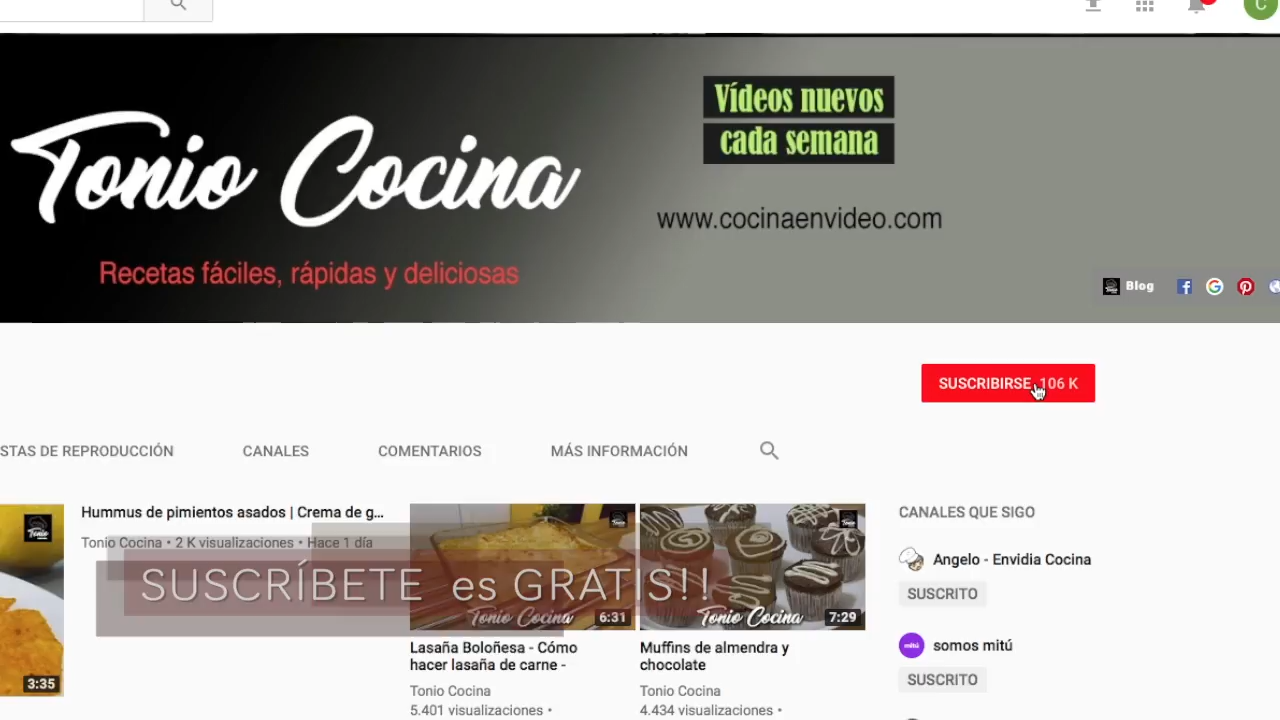 C
Tonio Cocina
Recetas fáciles, rápidas y deliciosas
Vídeos nuevos
cada semana
www.cocinaenvideo.com
Blog
SUSCRIBIRSE 106 K
STAS DE REPRODUCCIÓN
CANALES
COMENTARIOS
MÁS INFORMACIÓN
Hummus de pimientos asados | Crema de g...
Tonio Cocina • 2 K visualizaciones • Hace 1 día
SUSCRÍBETE es GRATIS!!
3:35
Tonio Cocina
6:31
Lasaña Boloñesa - Cómo
hacer lasaña de carne -
Tonio Cocina
5.401 visualizaciones •
Tonio Cocina
7:29
Muffins de almendra y
chocolate
Tonio Cocina
4.434 visualizaciones •
CANALES QUE SIGO
Angelo - Envidia Cocina
SUSCRITO
mitú
somos mitú
SUSCRITO